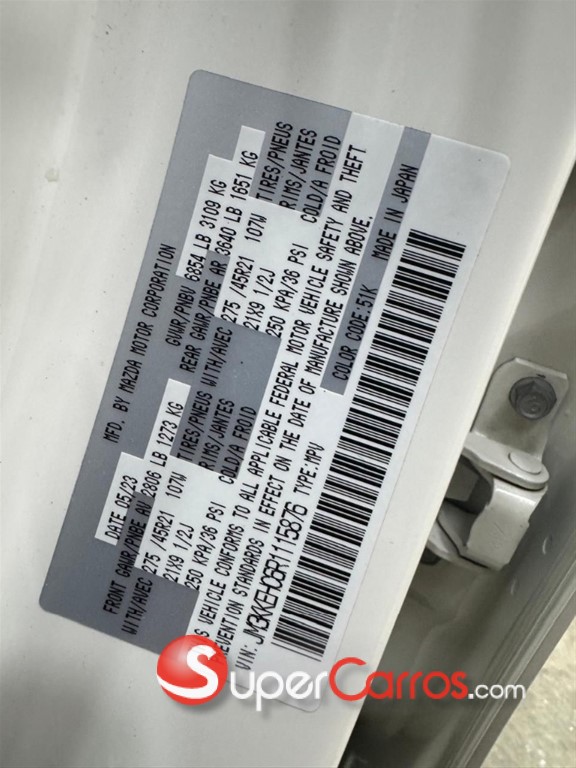 MFD. BY MAZDA MOTOR CORPORATION
DATE 05/23 GVWR/PNBV 6854 LB 3109 KG
FRONT GAWR/PNBE AV 2806 LB 1273 KG REAR GAWR/PNBE AR 3640 LB 1651 KG
WITH/AVEC 275 /45R21 107W TIRES/PNEUS WITH/AVEC 275 /45R21 107W TIRES/PNEUS
21X9 1/2J RIMS/JANTES 21X9 1/2J RIMS/JANTES
250 KPA/36 PSI COLD/A FROID 250 KPA/36 PSI COLD/A FROID
THIS VEHICLE CONFORMS TO ALL APPLICABLE FEDERAL MOTOR VEHICLE SAFETY AND THEFT
PREVENTION STANDARDS IN EFFECT ON THE DATE OF MANUFACTURE SHOWN ABOVE.
VIN: JM3KKEHC6R1115876 TYPE:MPV
COLOR CODE:51K MADE IN JAPAN
SUPERCARROS.com